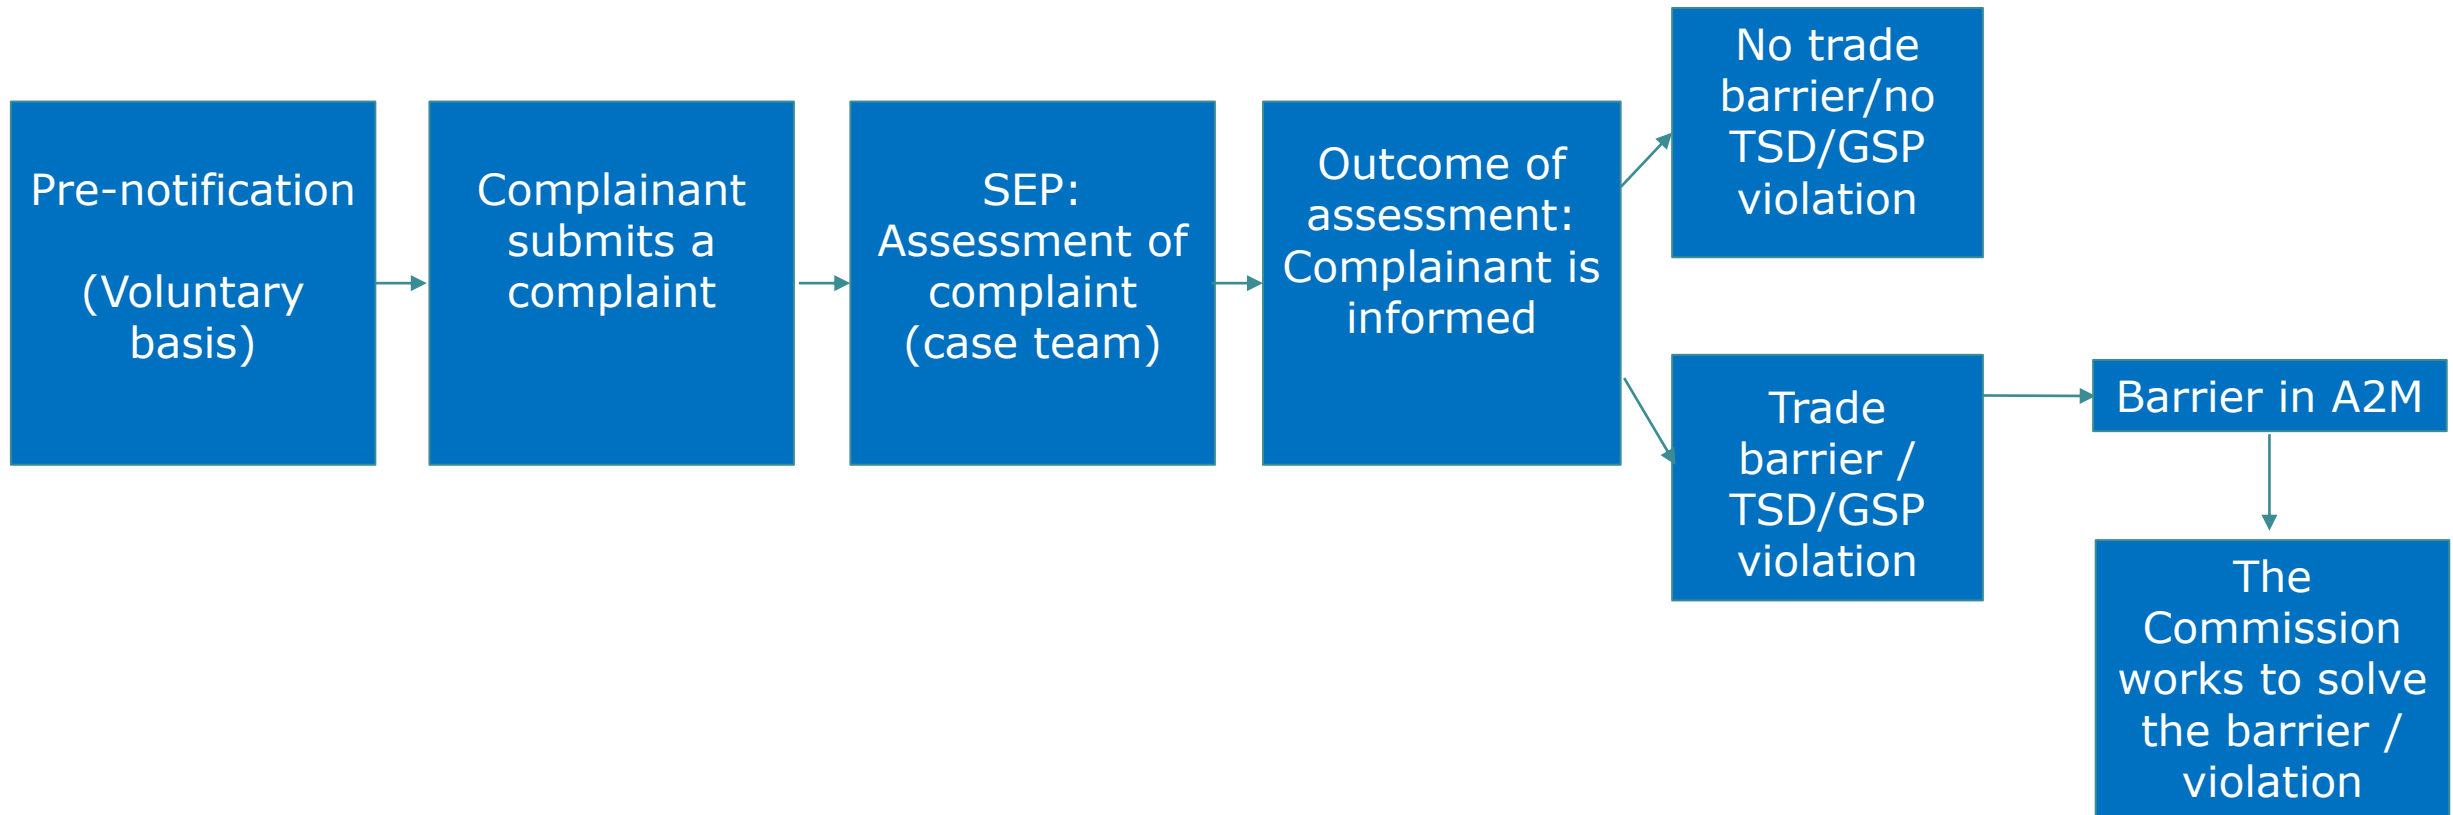 Pre-notification
(Voluntary
basis)
Complainant
submits a
complaint
SEP:
Assessment of
complaint
(case team)
Outcome of
assessment:
Complainant is
informed
No trade
barrier/no
TSD/GSP
violation
Trade
barrier /
TSD/GSP
violation
Barrier in A2M
The
Commission
works to solve
the barrier /
violation